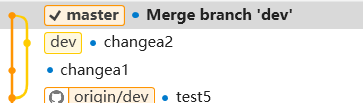 master Merge branch 'dev'
dev changea2
changea1
origin/dev test5